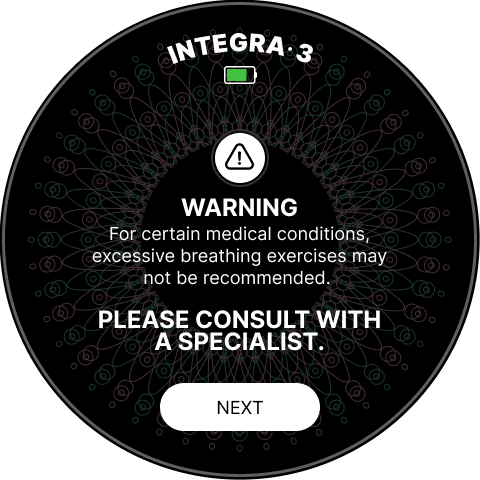 INTEGRA·3
WARNING
For certain medical conditions,
excessive breathing exercises may
not be recommended.
PLEASE CONSULT WITH
A SPECIALIST.
NEXT